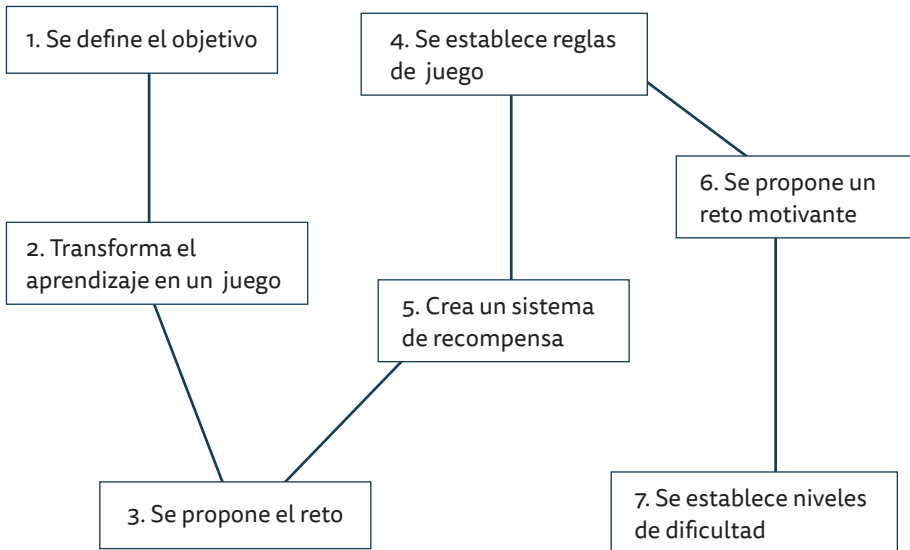 1. Se define el objetivo
2. Transforma el
aprendizaje en un juego
3. Se propone el reto
4. Se establece reglas
de juego
5. Crea un sistema
de recompensa
6. Se propone un
reto motivante
7. Se establece niveles
de dificultad